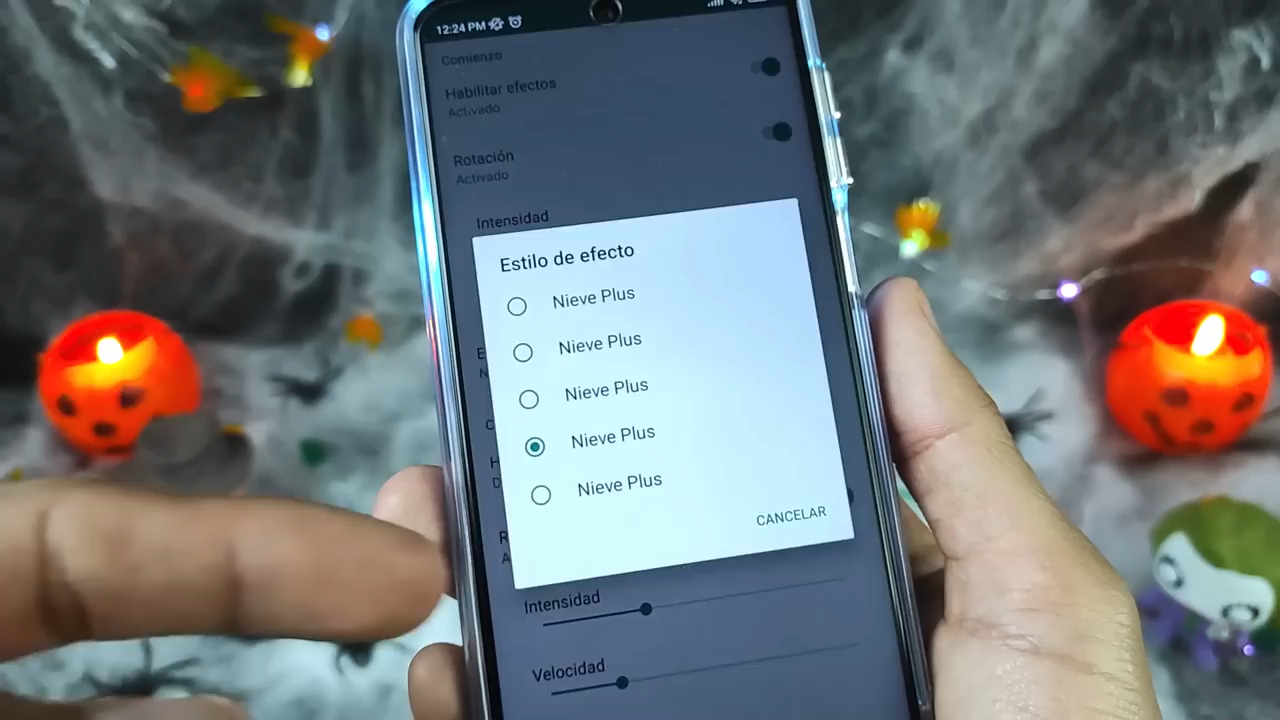 12:24 PM
Comienzo
Habilitar efectos
Activado
Rotación
Activado
Intensidad
Estilo de efecto
Nieve Plus
Nieve Plus
Nieve Plus
Nieve Plus
Nieve Plus
CANCELAR
Intensidad
Velocidad